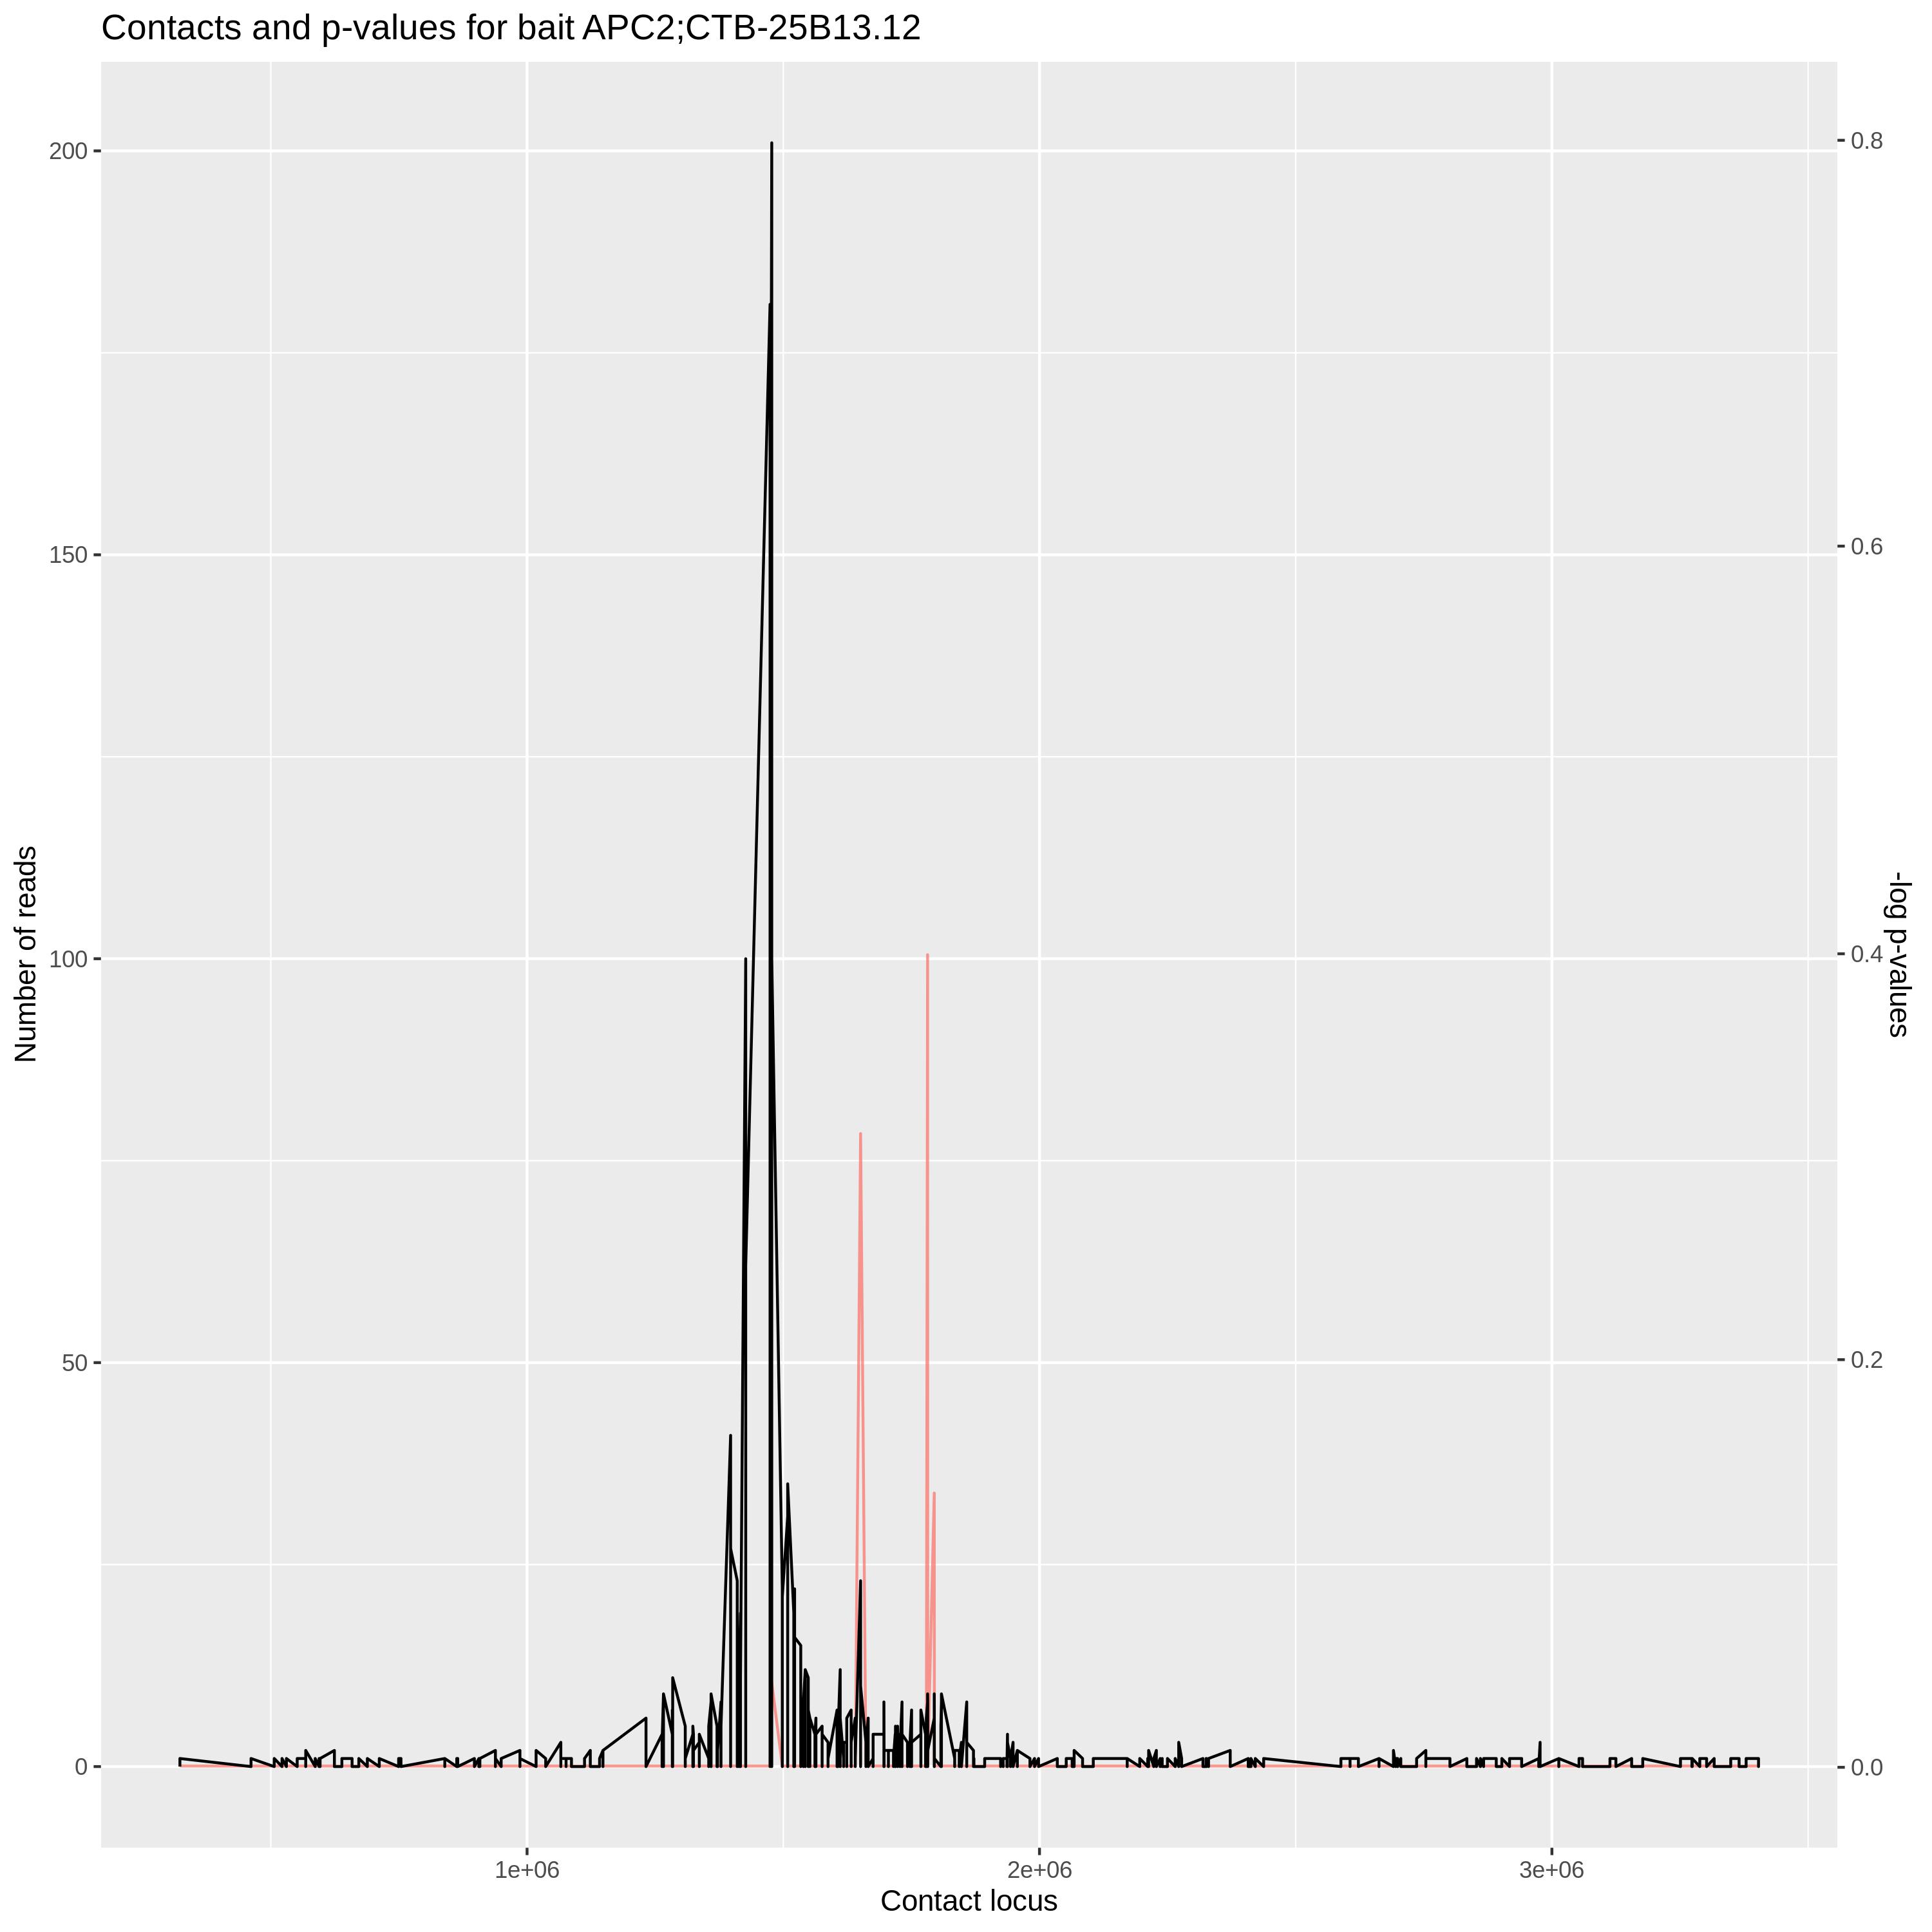 Contacts and p-values for bait APC2;CTB-25B13.12
Number of reads
200
150
100
50
0
0.8
0.6
0.4
0.2
0.0
-log p-values
1e+06
2e+06
3e+06
Contact locus